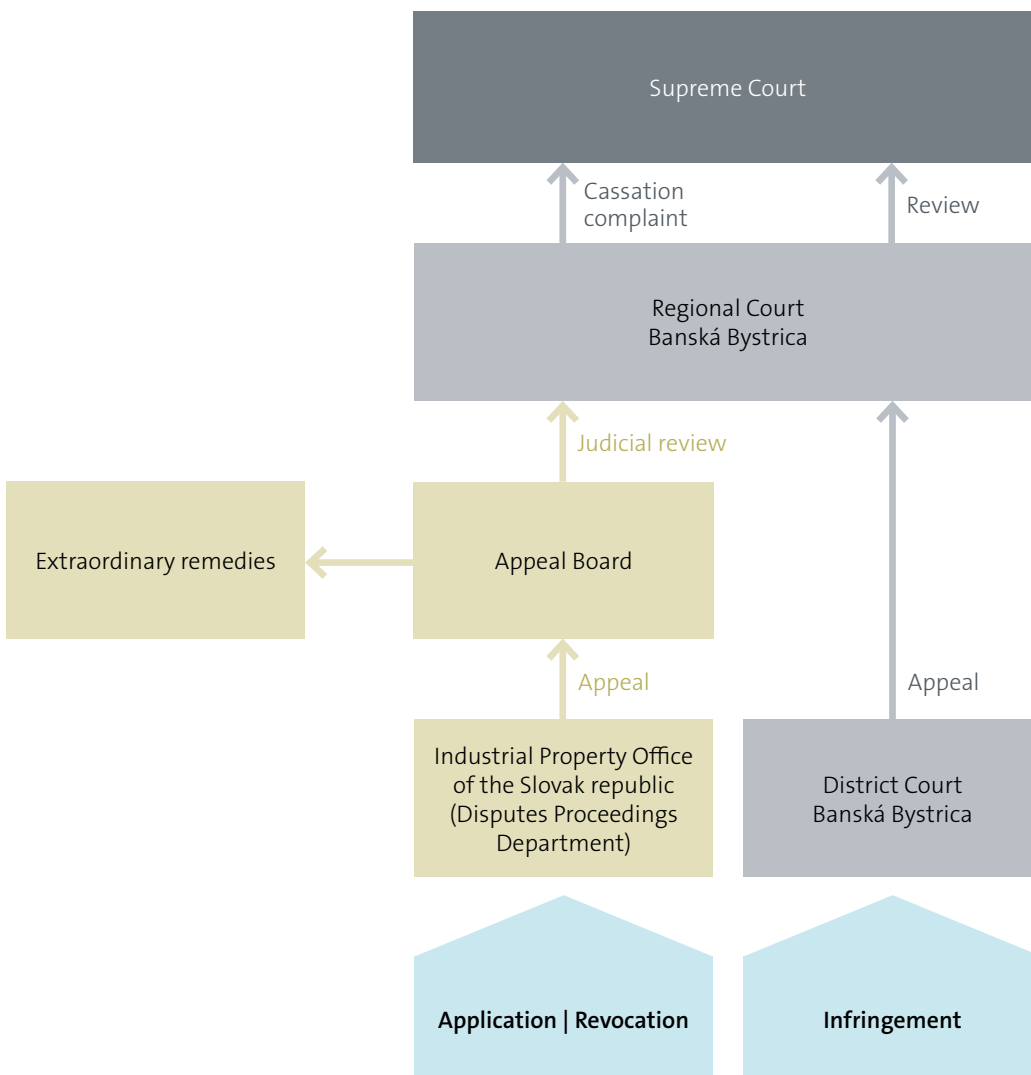 Supreme Court
Cassation
complaint
Review
Regional Court
Banská Bystrica
Judicial review
Extraordinary remedies
Appeal Board
Appeal
Appeal
Industrial Property Office
of the Slovak republic
(Disputes Proceedings
Department)
District Court
Banská Bystrica
Application | Revocation
Infringement